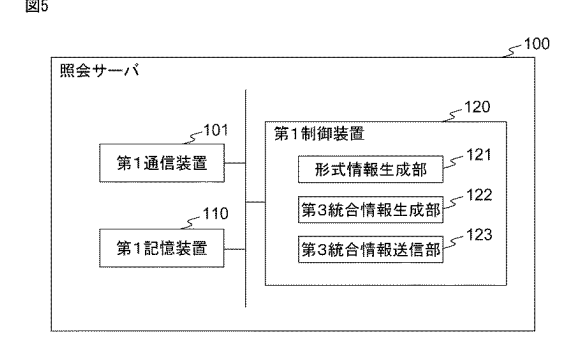 図5
100
照会サーバ
120
101
第1制御装置
第1通信装置
121
形式情報生成部
122
第3統合情報生成部
110
123
第1記憶装置
第3統合情報送信部